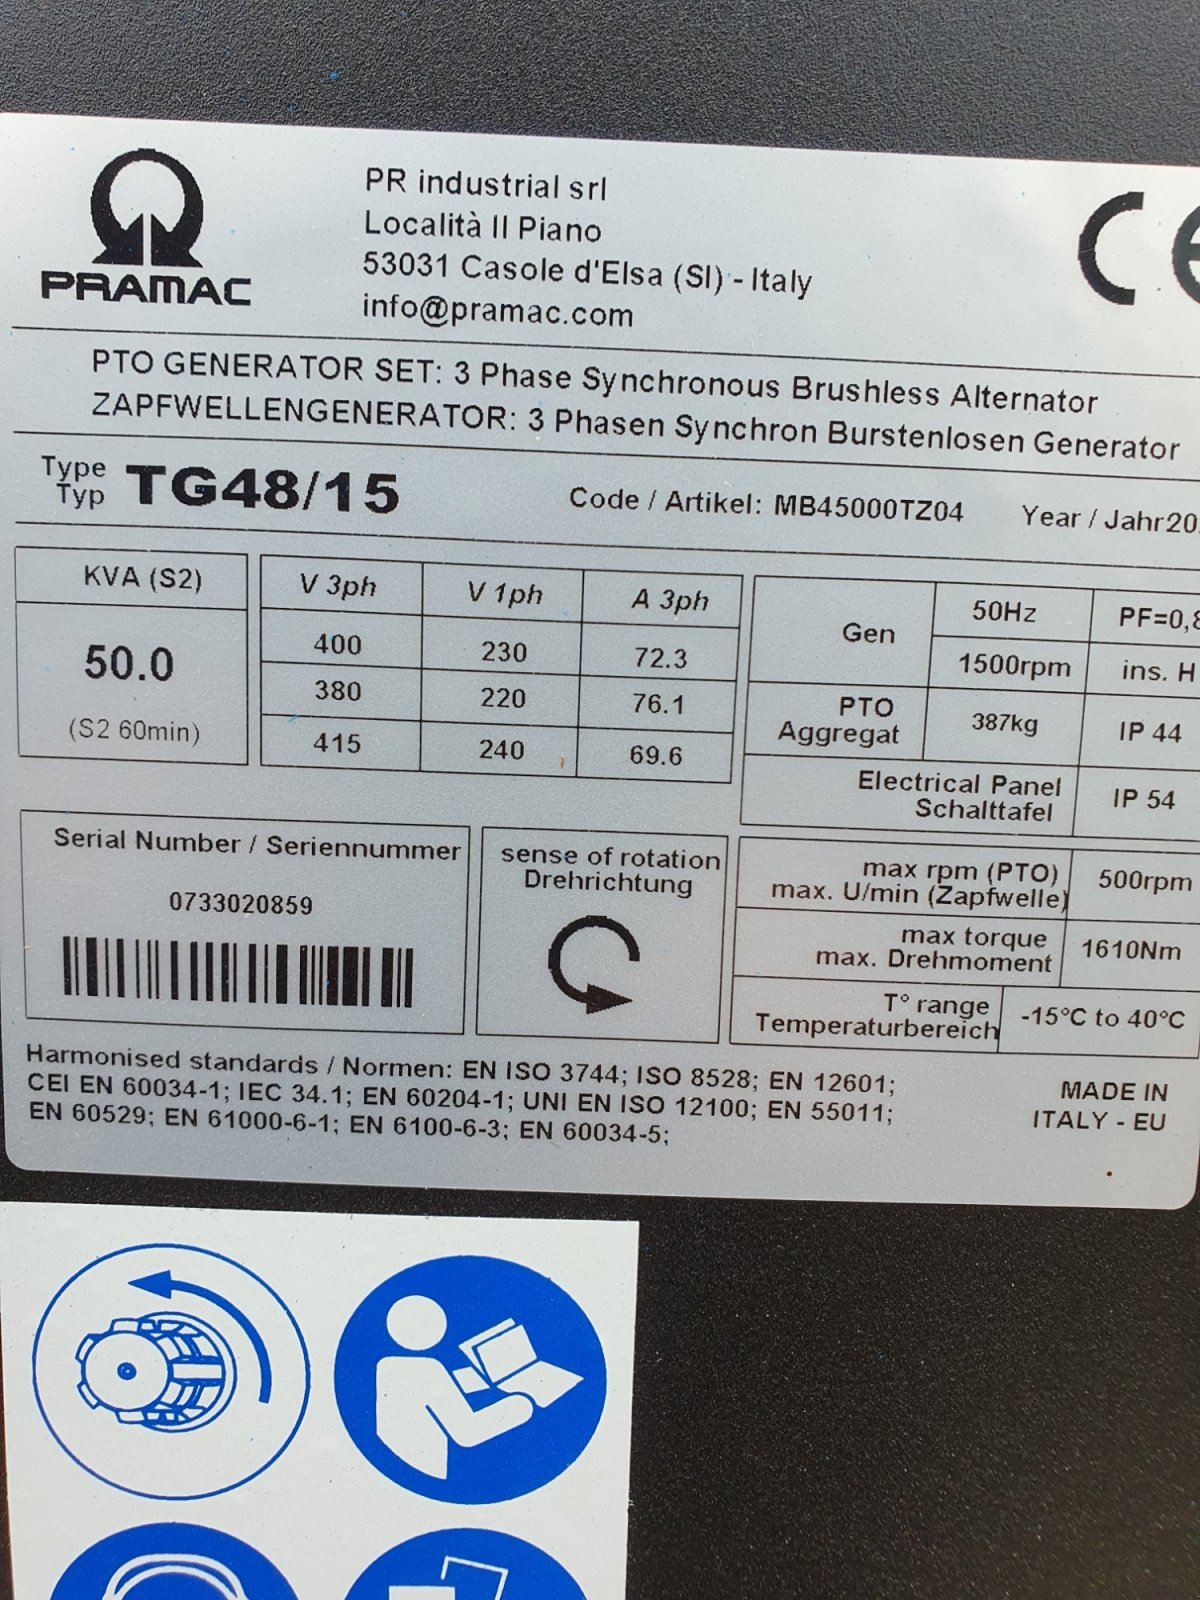 PRAMAC
PR industrial srl
Località Il Piano
53031 Casole d'Elsa (SI) - Italy
info@pramac.com
CE
PTO GENERATOR SET: 3 Phase Synchronous Brushless Alternator
ZAPFWELLENGENERATOR: 3 Phasen Synchron Burstenlosen Generator
Type
Typ
TG48/15
Code / Artikel: MB45000TZ04
Year / Jahr20
KVA (S2)
50.0
(S2 60min)
V 3ph V 1ph A 3ph
400 230 72.3
380 220 76.1
415 240 69.6
Gen
50Hz
PF=0,8
1500rpm
ins. H
PTO
Aggregat
387kg
IP 44
Electrical Panel
Schalttafel
IP 54
Serial Number / Seriennummer
0733020859
sense of rotation
Drehrichtung
max rpm (PTO)
max. U/min (Zapfwelle)
500rpm
max torque
max. Drehmoment
1610Nm
T° range
Temperaturbereich
-15°C to 40°C
Harmonised standards / Normen: EN ISO 3744; ISO 8528; EN 12601;
CEI EN 60034-1; IEC 34.1; EN 60204-1; UNI EN ISO 12100; EN 55011;
EN 60529; EN 61000-6-1; EN 6100-6-3; EN 60034-5;
MADE IN
ITALY - EU